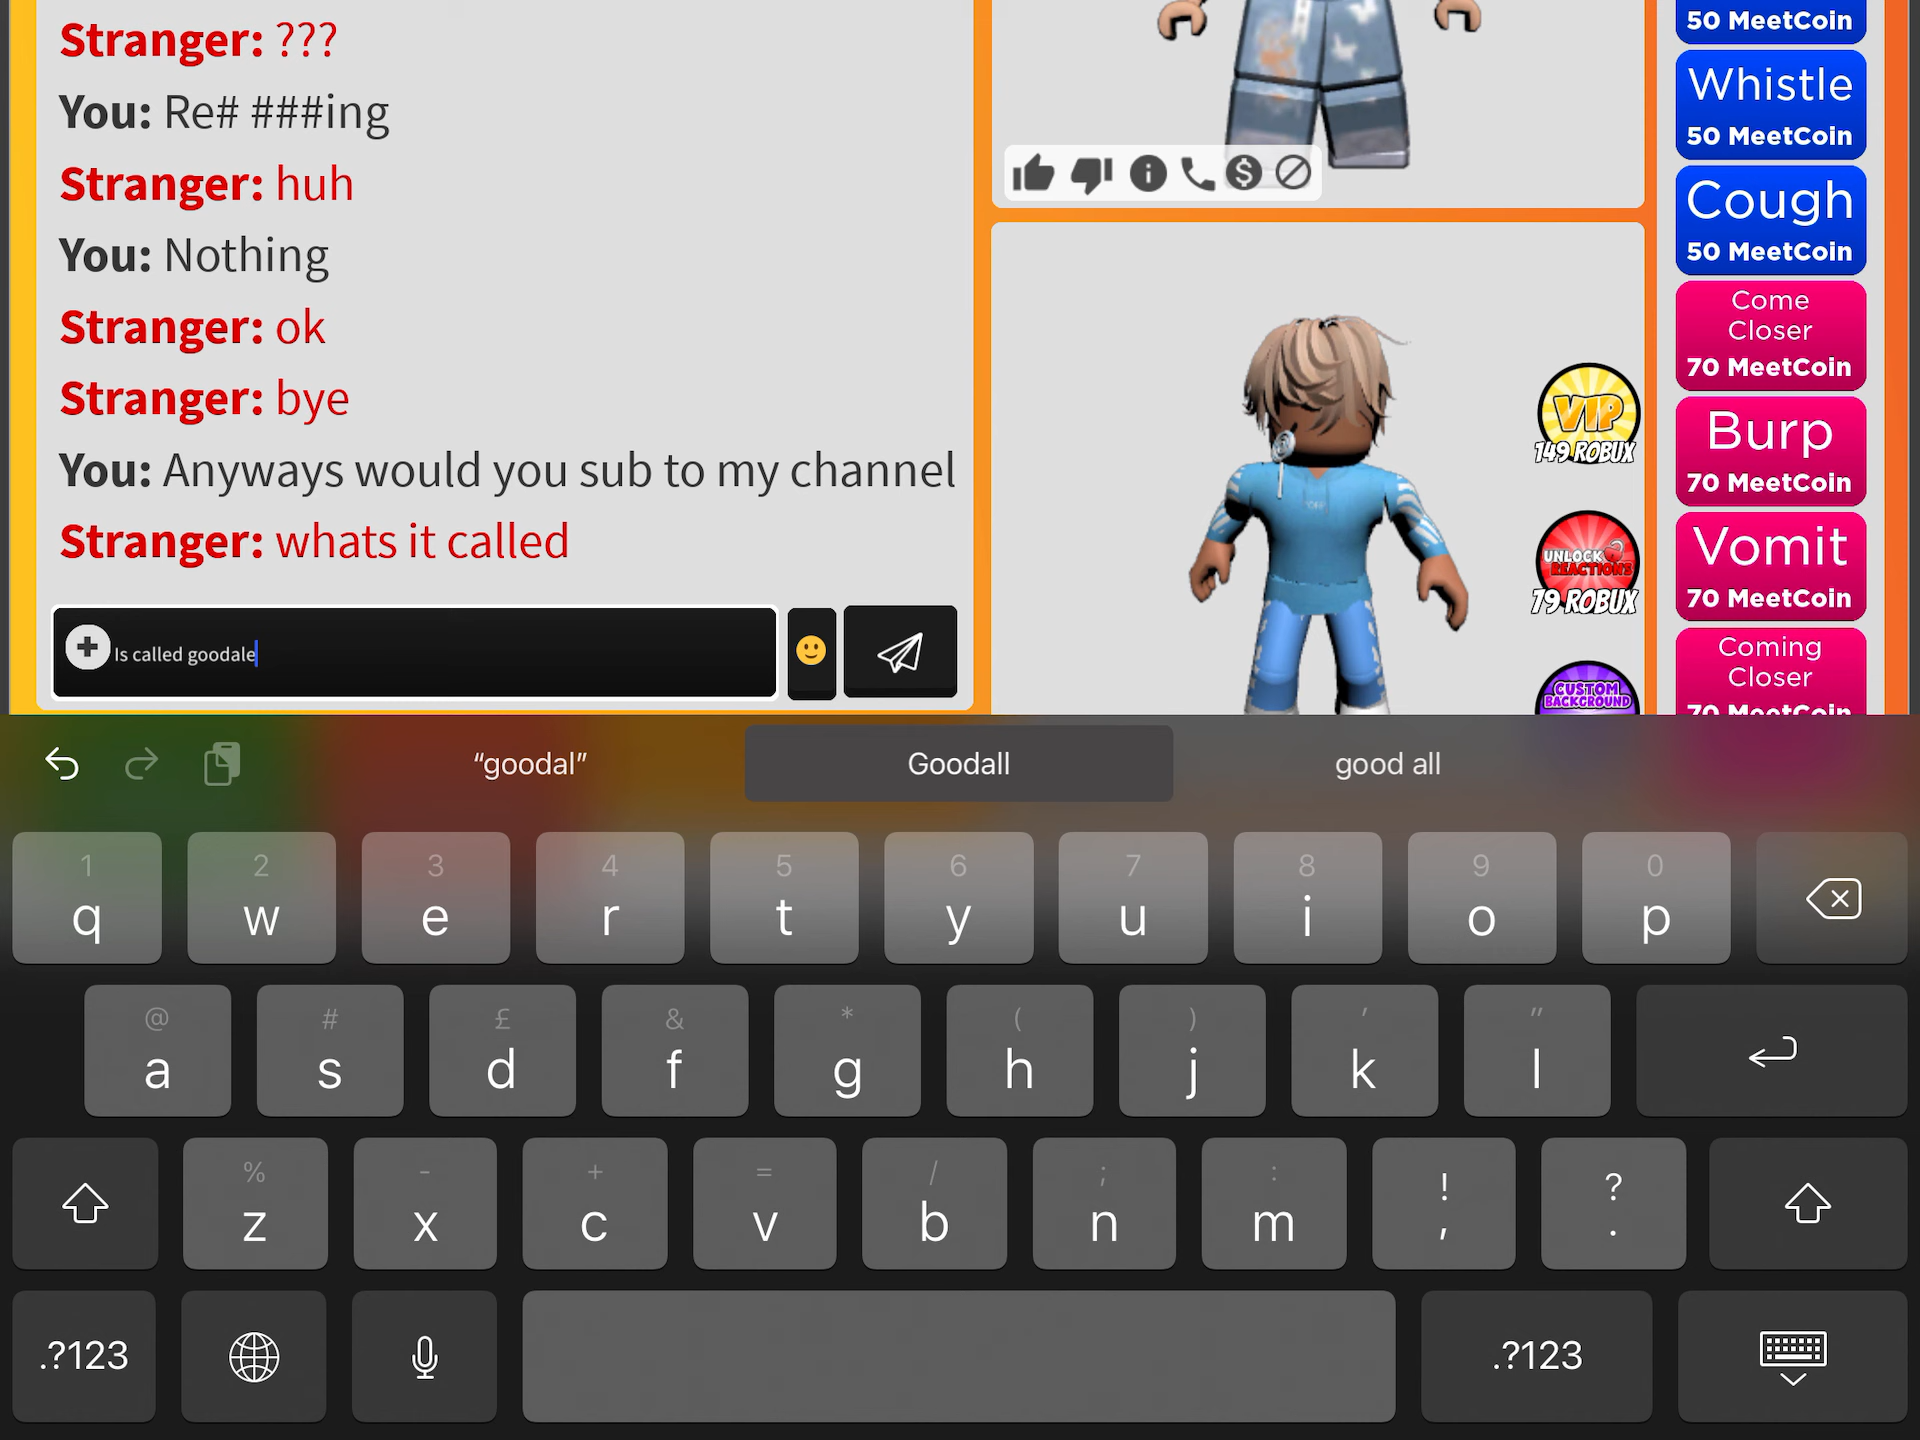 Stranger: ???
You: Re# ###ing
Stranger: huh
You: Nothing
Stranger: ok
Stranger: bye
You: Anyways would you sub to my channel
Stranger: whats it called
Is called goodale
VIP
149 ROBUX
UNLOCK
REACTIONS
79 ROBUX
CUSTOM
BACKGROUND
50 MeetCoin
Whistle
50 MeetCoin
Cough
50 MeetCoin
Come
Closer
70 MeetCoin
Burp
70 MeetCoin
Vomit
70 MeetCoin
Coming
Closer
70 MeetCoin
“goodal” Goodall good all
1 2 3 4 5 6 7 8 9 0
q w e r t y u i o p
@ # £ & * ( ) ' "
a s d f g h j k l
% - + = / ; : ! ?
z x c v b n m , .
.?123 .?123